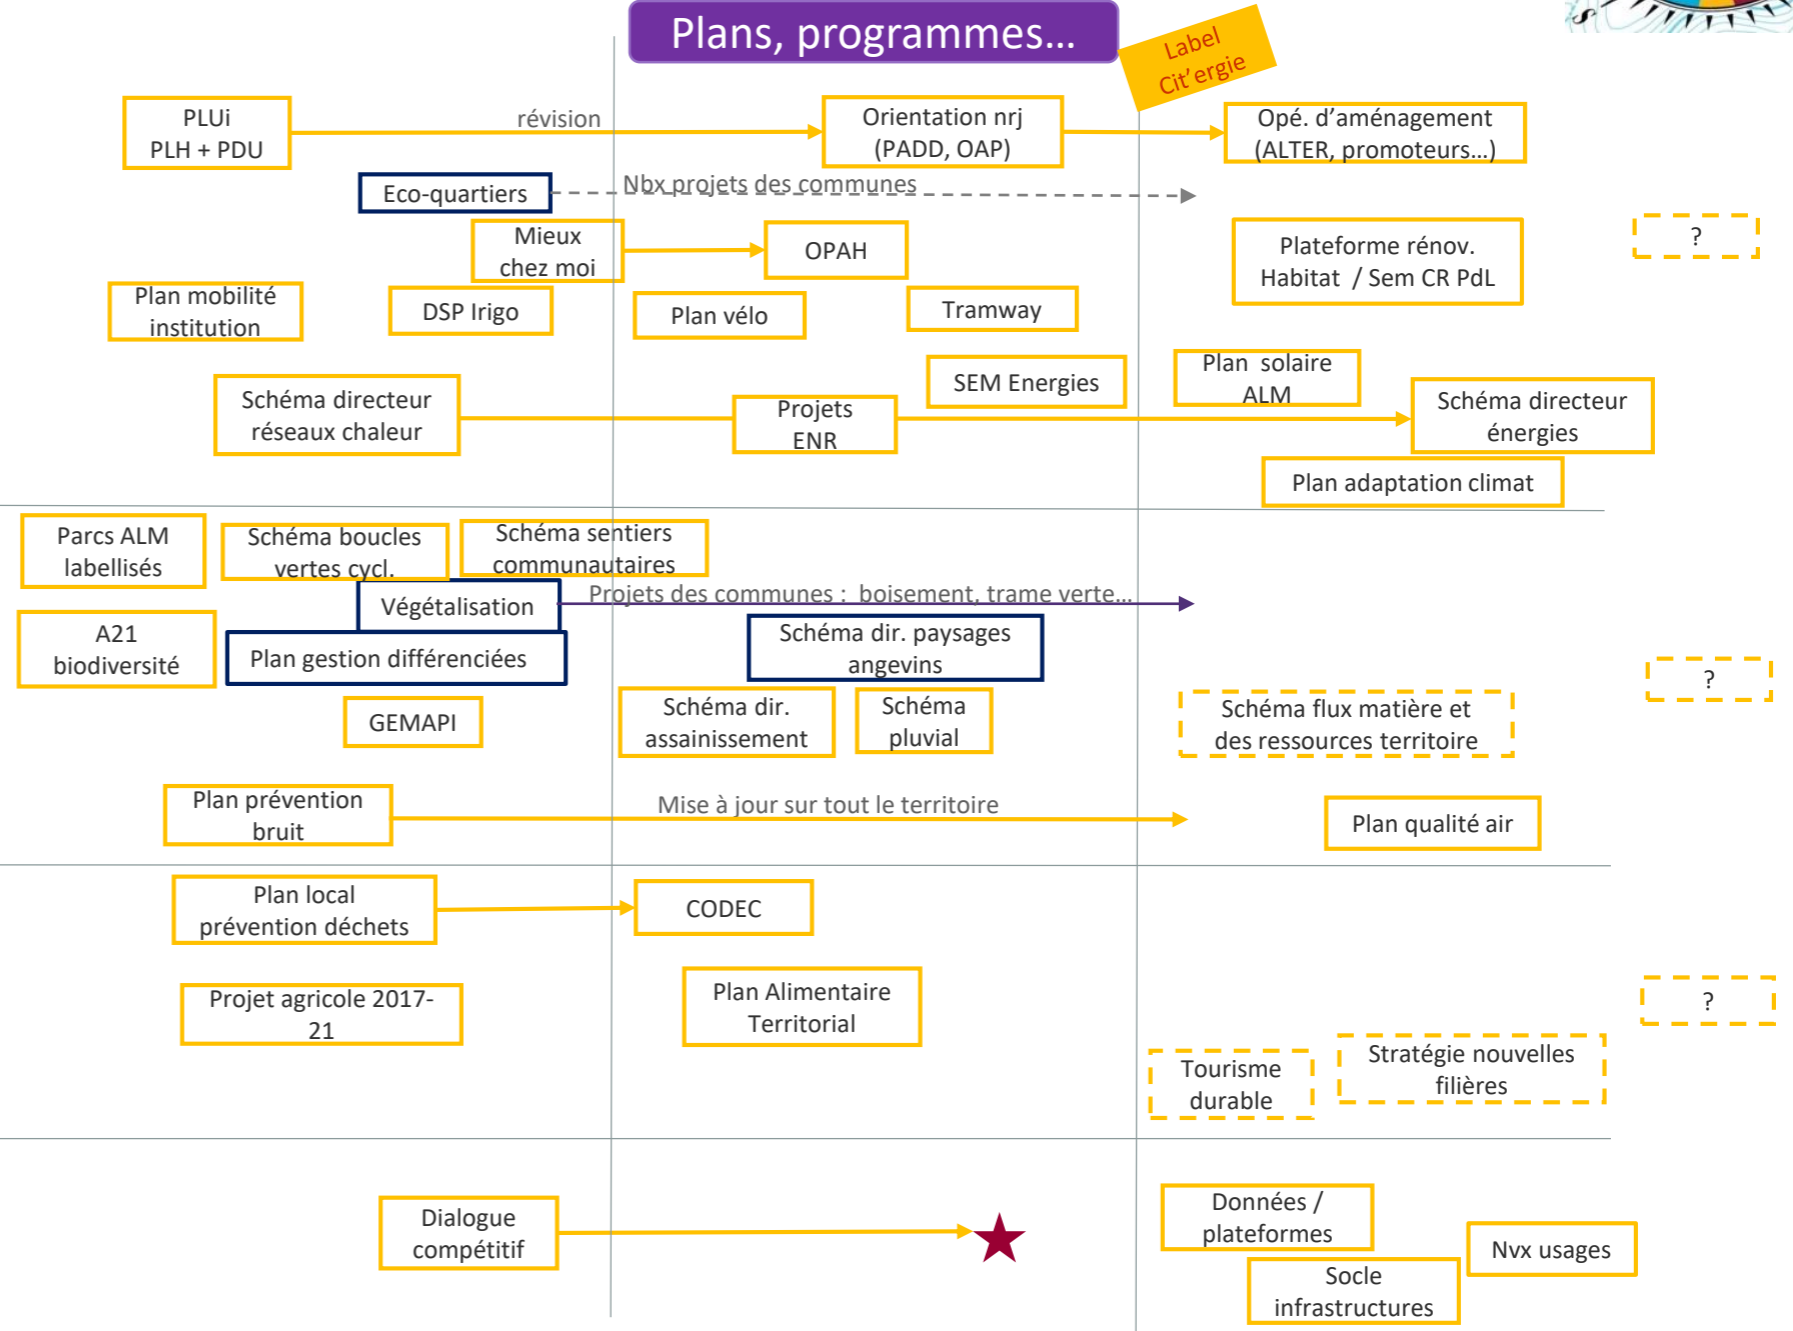 Plans, programmes...
Label
Cit'ergie
PLUi
PLH + PDU
révision
Orientation nrj
(PADD, OAP)
Opé. d'aménagement
(ALTER, promoteurs...)
Eco-quartiers
Nbx projets des communes
Mieux
chez moi
OPAH
Plateforme rénov.
Habitat / Sem CR PdL
?
Plan mobilité
institution
DSP Irigo
Plan vélo
Tramway
Schéma directeur
réseaux chaleur
Projets
ENR
SEM Energies
Plan solaire
ALM
Schéma directeur
énergies
Plan adaptation climat
Parcs ALM
labellisés
Schéma boucles
vertes cycl.
Schéma sentiers
communautaires
Végétalisation
Projets des communes : boisement, trame verte...
A21
biodiversité
Plan gestion différenciées
Schéma dir. paysages
angevins
?
GEMAPI
Schéma dir.
assainissement
Schéma
pluvial
Schéma flux matière et
des ressources territoire
Plan prévention
bruit
Mise à jour sur tout le territoire
Plan qualité air
Plan local
prévention déchets
CODEC
Projet agricole 2017-
21
Plan Alimentaire
Territorial
?
Tourisme
durable
Stratégie nouvelles
filières
Dialogue
compétitif
Données /
plateformes
Nvx usages
Socle
infrastructures
S